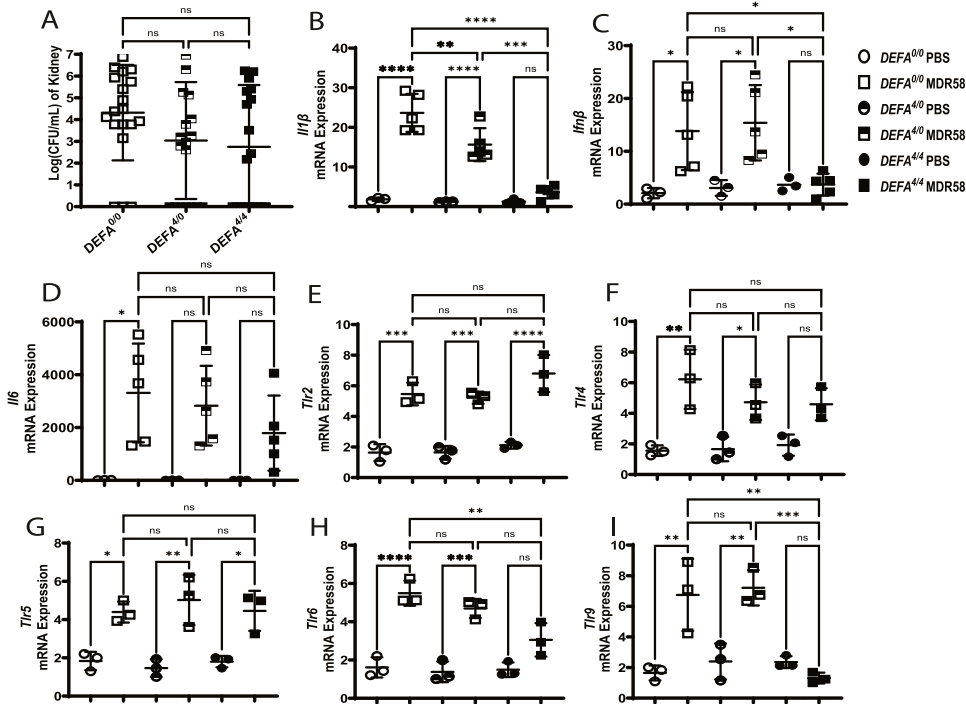 A
ns
ns
ns
Log(CFU/mL) of Kidney
7
6
5
4
3
2
1
0
DEFA0/0
DEFA4/0
DEFA4/4
B
****
**
***
****
****
ns
Il1β
mRNA Expression
40
30
20
10
C
*
ns
*
*
*
ns
Ifnβ
mRNA Expression
30
20
10
0
DEFA0/0 PBS
DEFA0/0 MDR58
DEFA4/0 PBS
DEFA4/0 MDR58
DEFA4/4 PBS
DEFA4/4 MDR58
D
ns
ns
ns
*
ns
ns
Il6
mRNA Expression
6000
4000
2000
0
E
ns
ns
ns
***
***
****
Tlr2
mRNA Expression
10
8
6
4
2
0
F
ns
ns
ns
**
*
ns
Tlr4
mRNA Expression
10
8
6
4
2
0
G
ns
ns
ns
*
**
*
Tlr5
mRNA Expression
8
6
4
2
0
H
**
ns
ns
****
***
ns
Tlr6
mRNA Expression
8
6
4
2
0
I
**
ns
***
**
**
ns
Tlr9
mRNA Expression
10
8
6
4
2
0